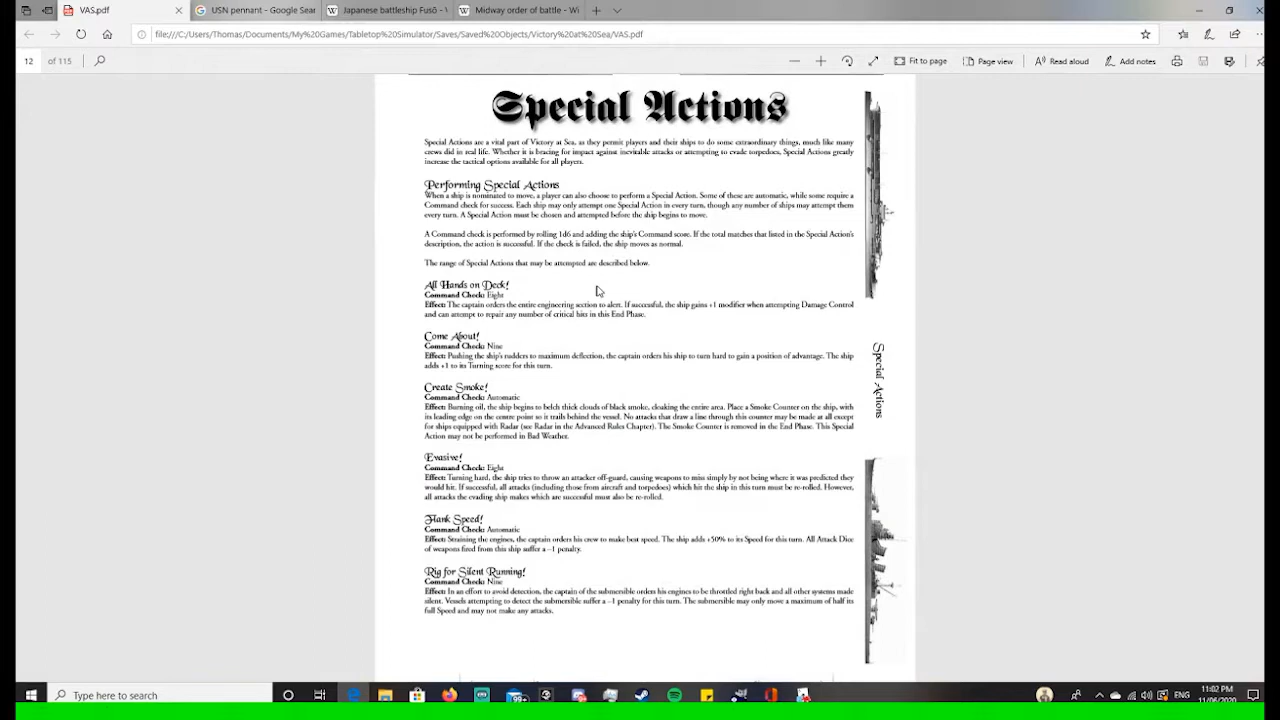 VAS.pdf
USN pennant - Google Sear
Japanese battleship Fusō -
Midway order of battle - Wi
file:///C:/Users/Thomas/Documents/My%20Games/Tabletop%20Simulator/Saves/Saved%20Objects/Victory%20at%20Sea/VAS.pdf
12 of 115
Fit to page
Page view
Read aloud
Add notes
Special Actions
Special Actions are a vital part of Victory at Sea, as they permit players and their ships to do some extraordinary things, much like many
crews did in real life. Whether it is bracing for impact against inevitable attacks or attempting to evade torpedoes, Special Actions greatly
increase the tactical options available for all players.
Performing Special Actions
When a ship is nominated to move, a player can also choose to perform a Special Action. Some of these are automatic, while some require a
Command check for success. Each ship may only attempt one Special Action in every turn, though any number of ships may attempt them
every turn. A Special Action must be chosen and attempted before the ship begins to move.
A Command check is performed by rolling 1d6 and adding the ship's Command score. If the total matches that listed in the Special Action's
description, the action is successful. If the check is failed, the ship moves as normal.
The range of Special Actions that may be attempted are described below.
All Hands on Deck!
Command Check: Eight
Effect: The captain orders the entire engineering section to alert. If successful, the ship gains +1 modifier when attempting Damage Control
and can attempt to repair any number of critical hits in this End Phase.
Come About!
Command Check: Nine
Effect: Pushing the ship's rudders to maximum deflection, the captain orders his ship to turn hard to gain a position of advantage. The ship
adds +1 to its Turning score for this turn.
Create Smoke!
Command Check: Automatic
Effect: Burning oil, the ship begins to belch thick clouds of black smoke, cloaking the entire area. Place a Smoke Counter on the ship, with
its leading edge on the centre point so it trails behind the vessel. No attacks that draw a line through this counter may be made at all except
for ships equipped with Radar (see Radar in the Advanced Rules Chapter). The Smoke Counter is removed in the End Phase. This Special
Action may not be performed in Bad Weather.
Evasive!
Command Check: Eight
Effect: Turning hard, the ship tries to throw an attacker off-guard, causing weapons to miss simply by not being where it was predicted they
would hit. If successful, all attacks (including those from aircraft and torpedoes) which hit the ship in this turn must be re-rolled. However,
all attacks the evading ship makes which are successful must also be re-rolled.
Flank Speed!
Command Check: Automatic
Effect: Straining the engines, the captain orders his crew to make best speed. The ship adds +50% to its Speed for this turn. All Attack Dice
of weapons fired from this ship suffer a –1 penalty.
Rig for Silent Running!
Command Check: Nine
Effect: In an effort to avoid detection, the captain of the submersible orders his engines to be throttled right back and all other systems made
silent. Vessels attempting to detect the submersible suffer a –1 penalty for this turn. The submersible may only move a maximum of half its
full Speed and may not make any attacks.
Special Actions
Type here to search
99+
11:02 PM
11/06/2020